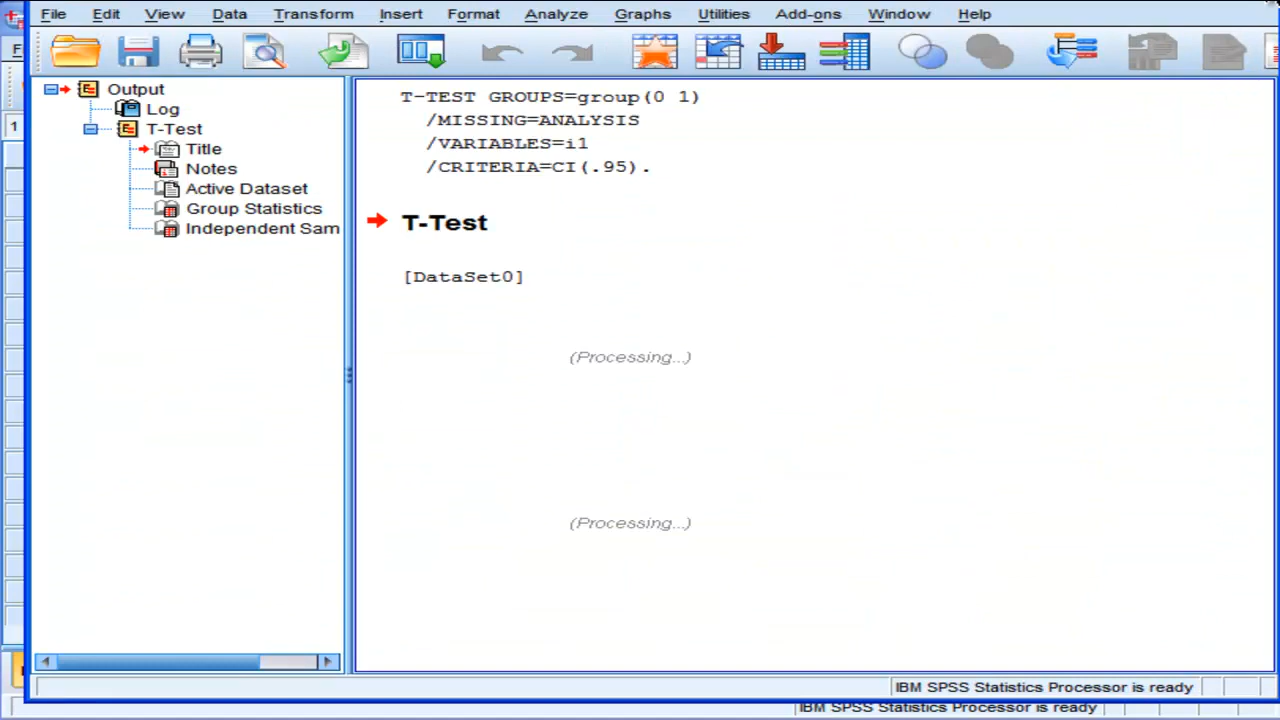 File Edit View Data Transform Insert Format Analyze Graphs Utilities Add-ons Window Help
Output
Log
T-Test
Title
Notes
Active Dataset
Group Statistics
Independent Sam
T-TEST GROUPS=group(0 1)
/MISSING=ANALYSIS
/VARIABLES=i1
/CRITERIA=CI(.95).
T-Test
[DataSet0]
(Processing...)
(Processing...)
IBM SPSS Statistics Processor is ready
IBM SPSS Statistics Processor is ready
F
1